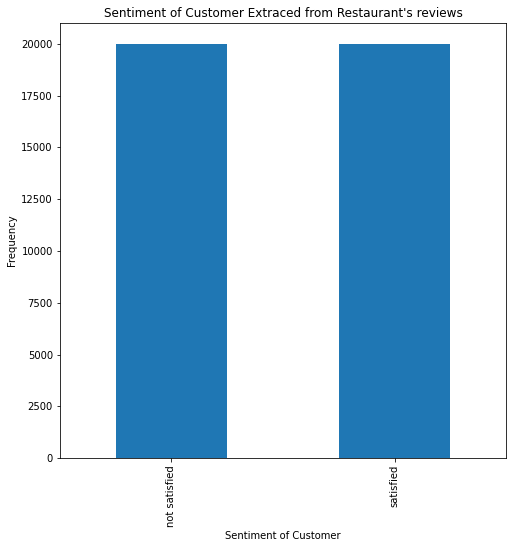 Sentiment of Customer Extraced from Restaurant's reviews
20000
17500
15000
12500
10000
7500
5000
2500
0
Frequency
not satisfied
satisfied
Sentiment of Customer